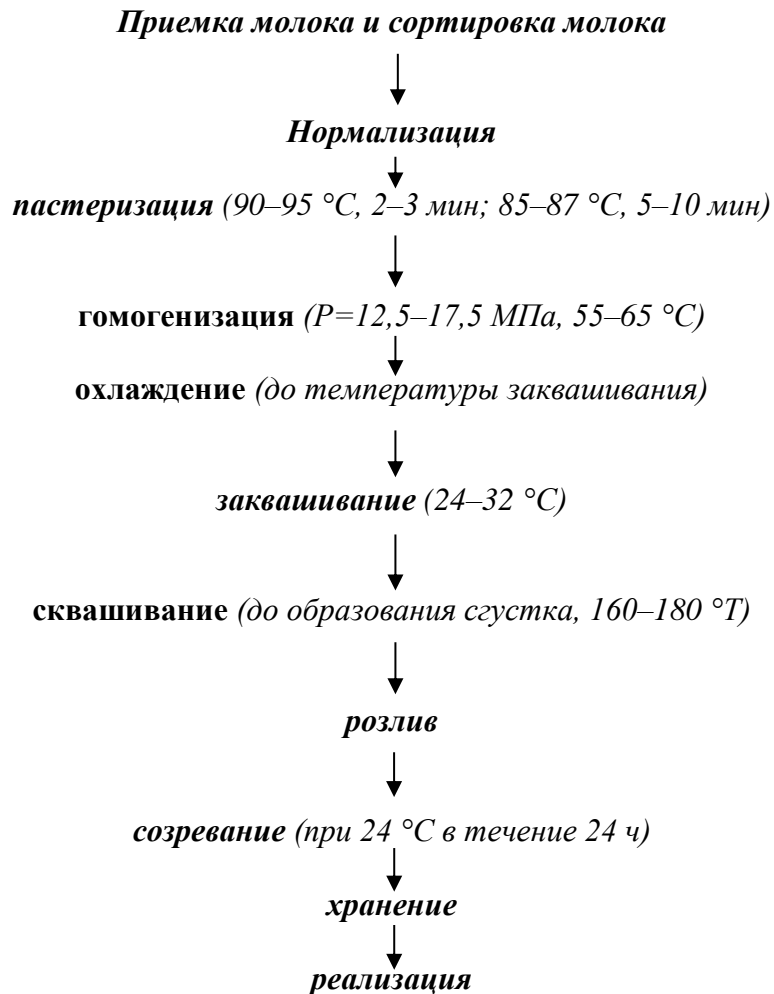 Приемка молока и сортировка молока
Нормализация
пастеризация (90–95 °С, 2–3 мин; 85–87 °С, 5–10 мин)
гомогенизация (Р=12,5–17,5 МПа, 55–65 °С)
охлаждение (до температуры заквашивания)
заквашивание (24–32 °С)
сквашивание (до образования сгустка, 160–180 °Т)
розлив
созревание (при 24 °С в течение 24 ч)
хранение
реализация